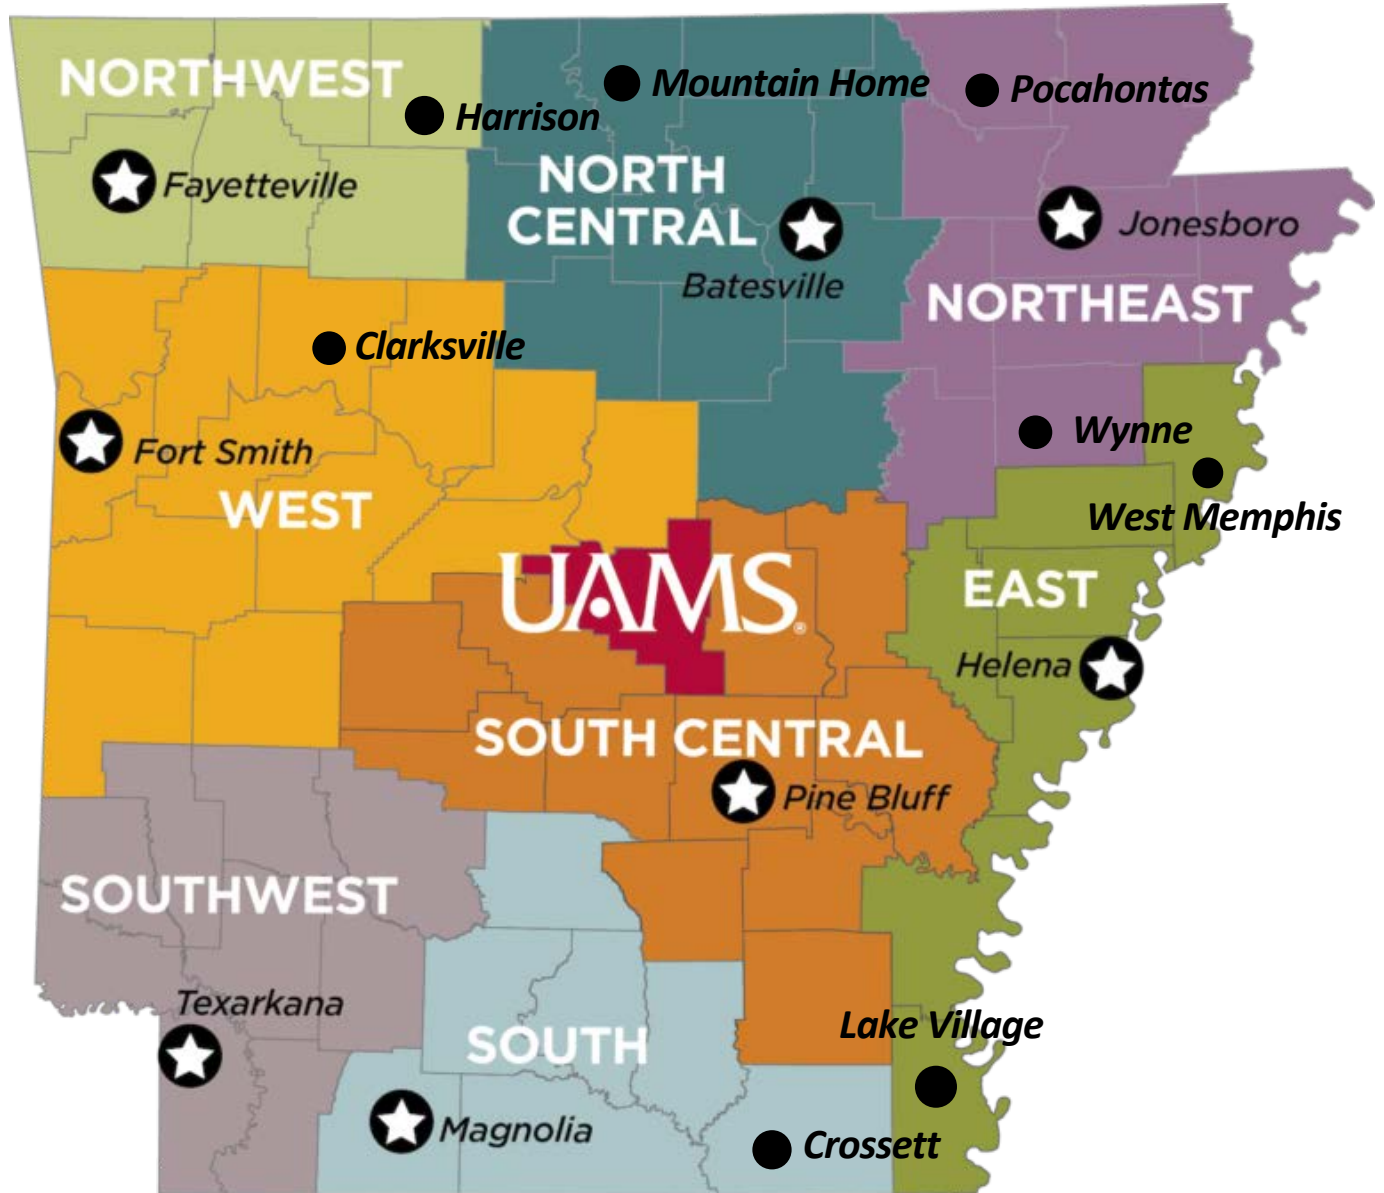 NORTHWEST
Mountain Home
Pocahontas
Harrison
NORTH
CENTRAL
Fayetteville
Jonesboro
Batesville
NORTHEAST
Clarksville
Wynne
Fort Smith
WEST
West Memphis
UAMS®
EAST
Helena
SOUTH CENTRAL
Pine Bluff
SOUTHWEST
Texarkana
Lake Village
SOUTH
Magnolia
Crossett